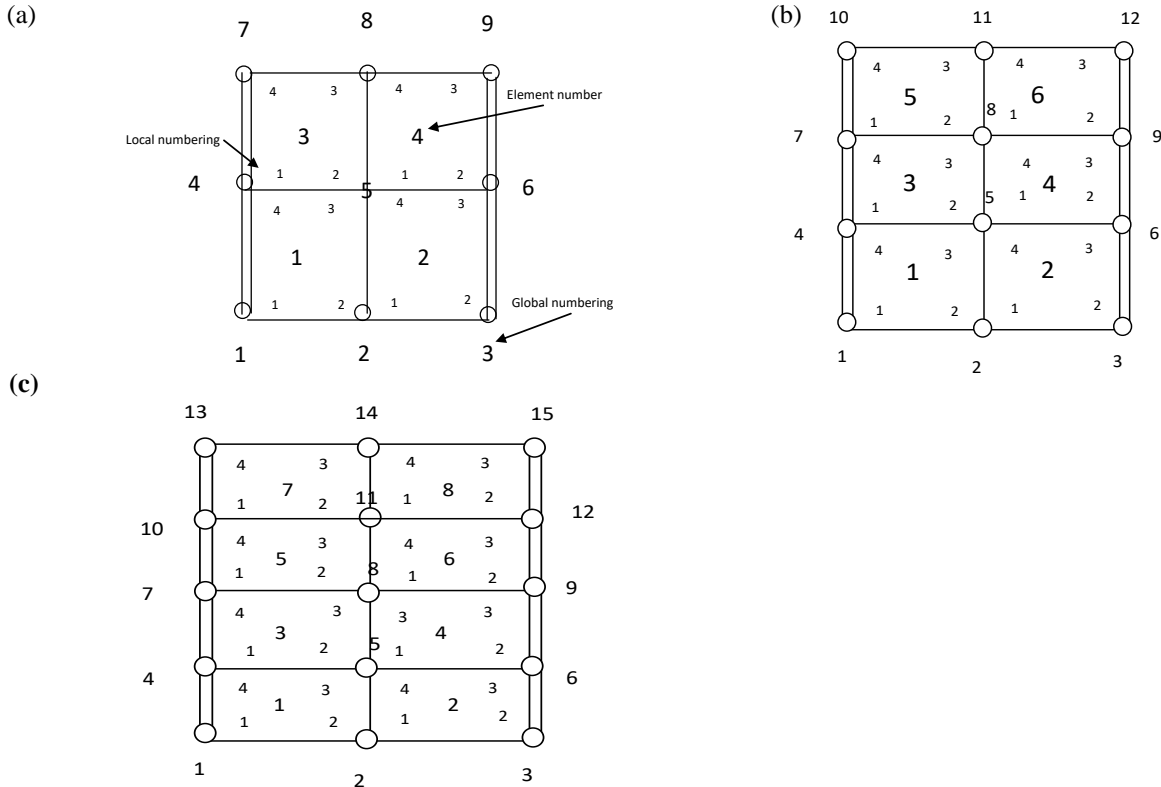 (a)
7 8 9
4 3 4 3
Element number
3 4
Local numbering
1 2 1 2
4 5 6
4 3 4 3
1 2
Global numbering
1 2 1 2
1 2 3
(b)
10 11 12
4 3 4 3
5 6
8
1 2 1 2
7 9
4 3 4 3
3 4
1 2 5 1 2
4 6
4 3 4 3
1 2
1 2 1 2
1 2 3
(c)
13 14 15
4 3 4 3
7 8
1 2 11 1 2
10 12
4 3 4 3
5 6
1 2 8 1 2
7 9
4 3 3 3
3 4
1 2 5 1 2
4 6
4 3 4 3
1 2
1 2 1 2
1 2 3